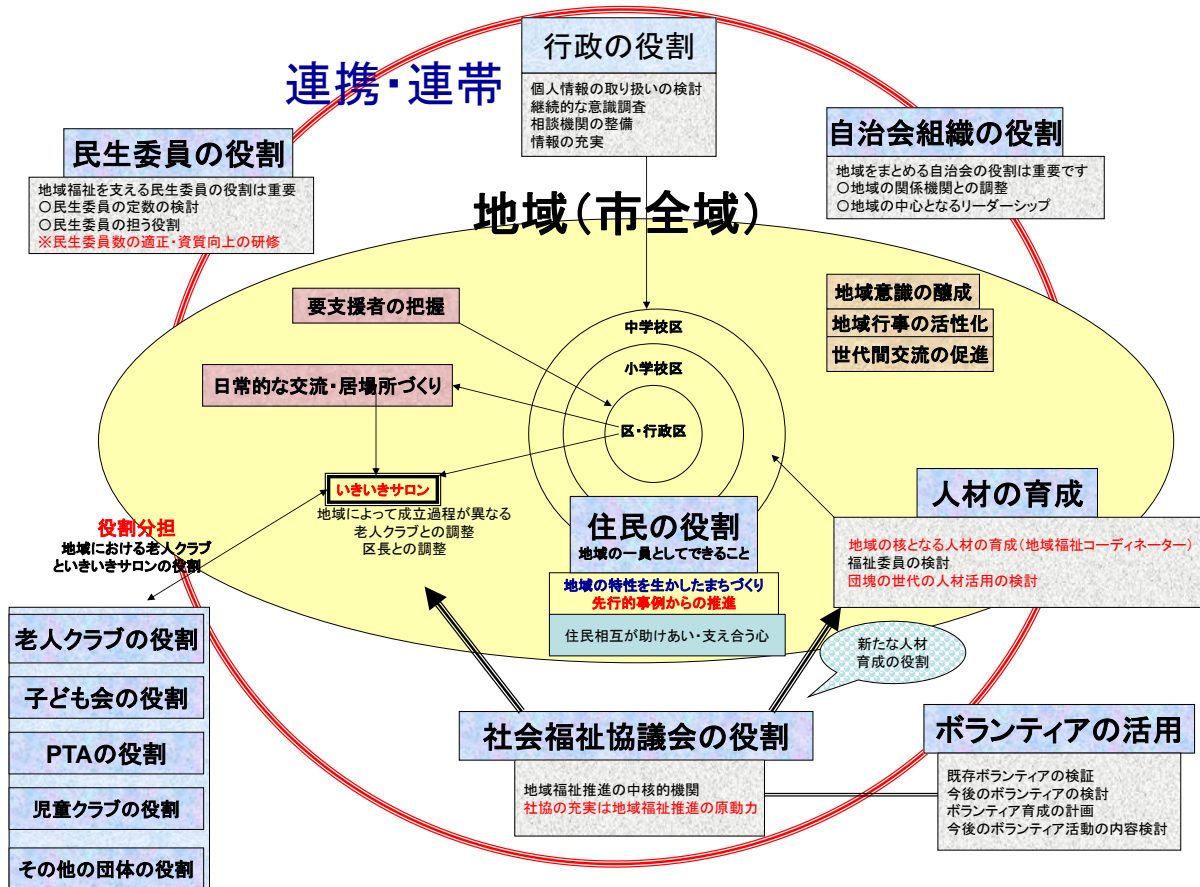 行政の役割
個人情報の取り扱いの検討
継続的な意識調査
相談機関の整備
情報の充実
連携・連帯
民生委員の役割
地域福祉を支える民生委員の役割は重要
○民生委員の定数の検討
○民生委員の担う役割
※民生委員数の適正・資質向上の研修
自治会組織の役割
地域をまとめる自治会の役割は重要です
○地域の関係機関との調整
○地域の中心となるリーダーシップ
地域(市全域)
要支援者の把握
日常的な交流・居場所づくり
中学校区
小学校区
区・行政区
地域意識の醸成
地域行事の活性化
世代間交流の促進
いきいきサロン
地域によって成立過程が異なる
老人クラブとの調整
区長との調整
役割分担
地域における老人クラブ
といきいきサロンの役割
住民の役割
地域の一員としてできること
地域の特性を生かしたまちづくり
先行的事例からの推進
住民相互が助けあい・支え合う心
人材の育成
地域の核となる人材の育成(地域福祉コーディネーター)
福祉委員の検討
団塊の世代の人材活用の検討
新たな人材
育成の役割
老人クラブの役割
子ども会の役割
PTAの役割
児童クラブの役割
その他の団体の役割
社会福祉協議会の役割
地域福祉推進の中核的機関
社協の充実は地域福祉推進の原動力
ボランティアの活用
既存ボランティアの検証
今後のボランティアの検討
ボランティア育成の計画
今後のボランティア活動の内容検討